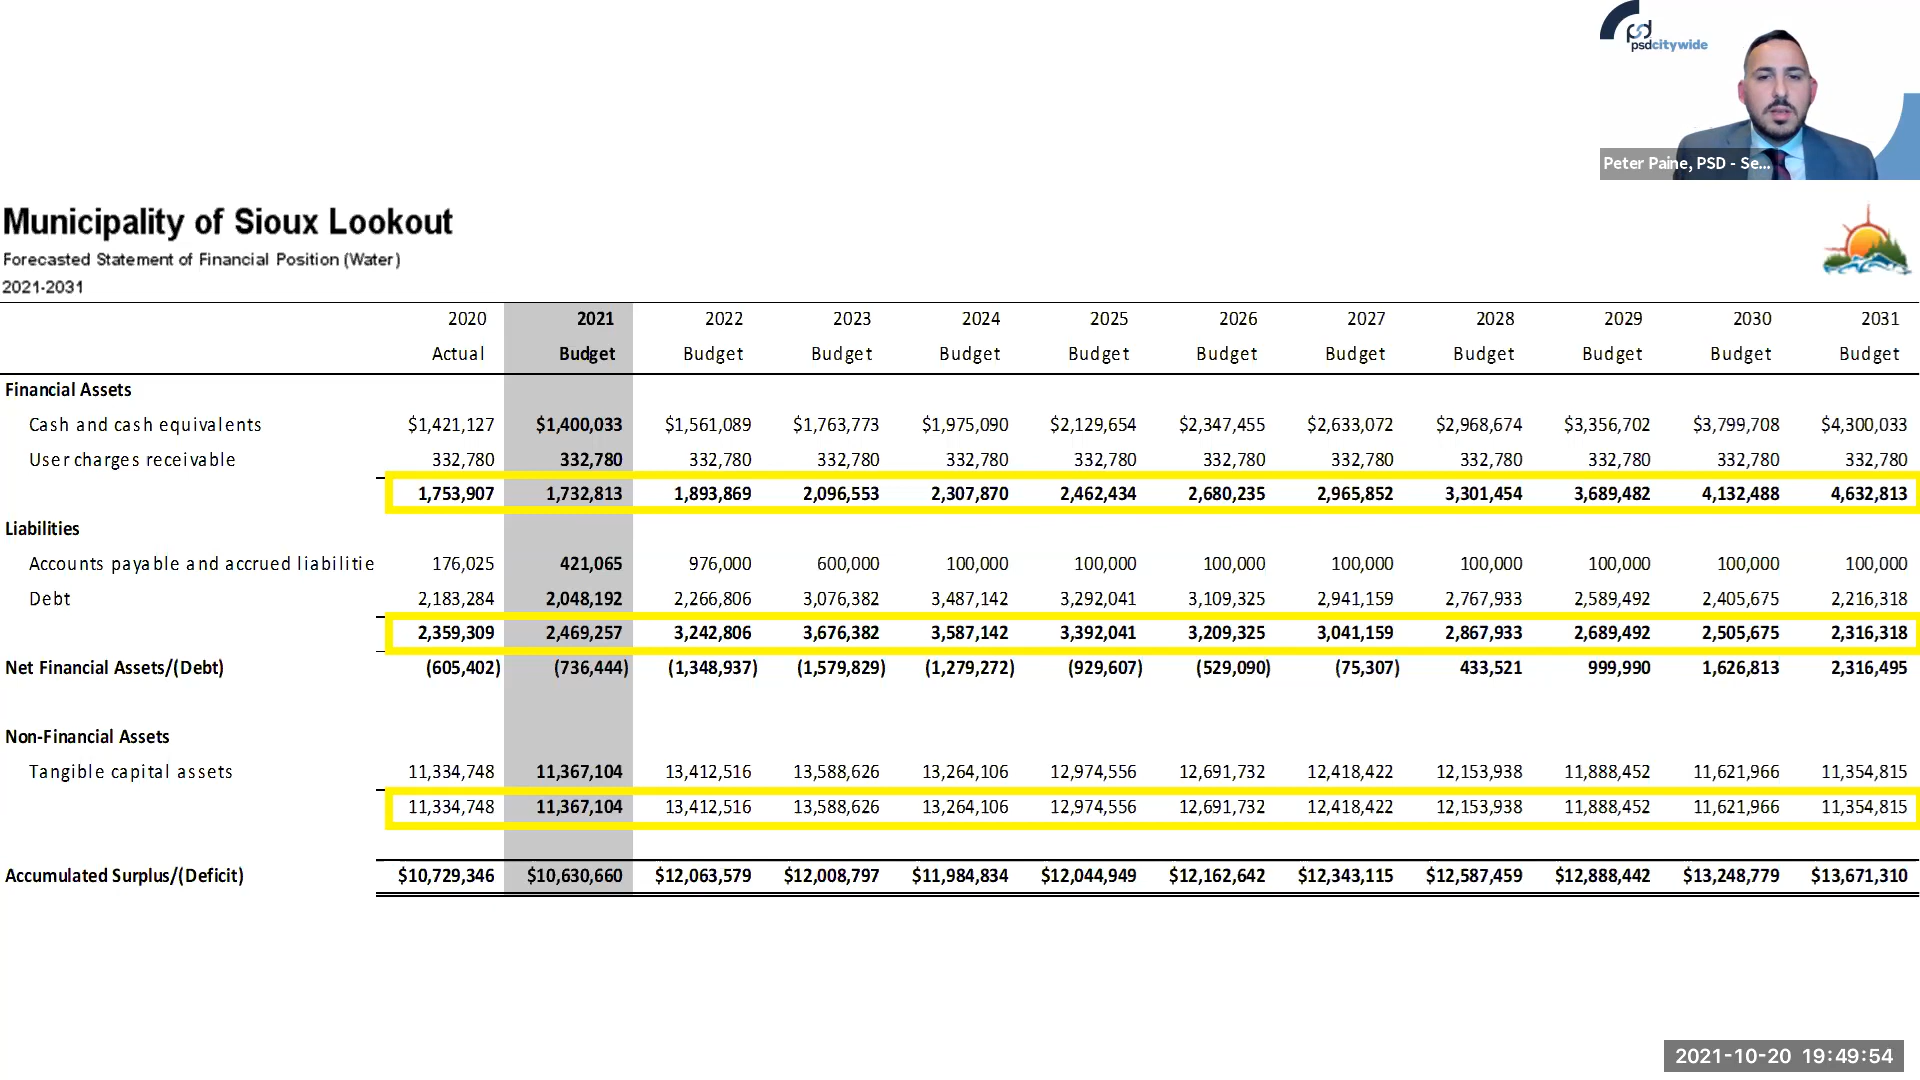 psdcitywide
Peter Paine, PSD - Se...
Municipality of Sioux Lookout
Forecasted Statement of Financial Position (Water)
2021-2031
2020 2021 2022 2023 2024 2025 2026 2027 2028 2029 2030 2031
Actual Budget Budget Budget Budget Budget Budget Budget Budget Budget Budget Budget
Financial Assets
Cash and cash equivalents $1,421,127 $1,400,033 $1,561,089 $1,763,773 $1,975,090 $2,129,654 $2,347,455 $2,633,072 $2,968,674 $3,356,702 $3,799,708 $4,300,033
User charges receivable 332,780 332,780 332,780 332,780 332,780 332,780 332,780 332,780 332,780 332,780 332,780 332,780
1,753,907 1,732,813 1,893,869 2,096,553 2,307,870 2,462,434 2,680,235 2,965,852 3,301,454 3,689,482 4,132,488 4,632,813
Liabilities
Accounts payable and accrued liabilitie 176,025 421,065 976,000 600,000 100,000 100,000 100,000 100,000 100,000 100,000 100,000 100,000
Debt 2,183,284 2,048,192 2,266,806 3,076,382 3,487,142 3,292,041 3,109,325 2,941,159 2,767,933 2,589,492 2,405,675 2,216,318
2,359,309 2,469,257 3,242,806 3,676,382 3,587,142 3,392,041 3,209,325 3,041,159 2,867,933 2,689,492 2,505,675 2,316,318
Net Financial Assets/(Debt) (605,402) (736,444) (1,348,937) (1,579,829) (1,279,272) (929,607) (529,090) (75,307) 433,521 999,990 1,626,813 2,316,495
Non-Financial Assets
Tangible capital assets 11,334,748 11,367,104 13,412,516 13,588,626 13,264,106 12,974,556 12,691,732 12,418,422 12,153,938 11,888,452 11,621,966 11,354,815
11,334,748 11,367,104 13,412,516 13,588,626 13,264,106 12,974,556 12,691,732 12,418,422 12,153,938 11,888,452 11,621,966 11,354,815
Accumulated Surplus/(Deficit) $10,729,346 $10,630,660 $12,063,579 $12,008,797 $11,984,834 $12,044,949 $12,162,642 $12,343,115 $12,587,459 $12,888,442 $13,248,779 $13,671,310
2021-10-20 19:49:54